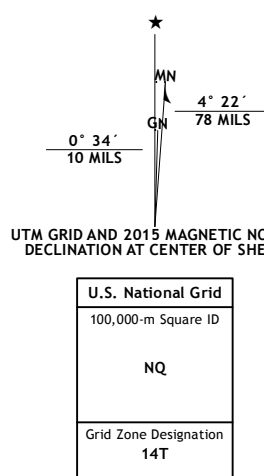 ★
MN
GN
4° 22´
78 MILS
0° 34´
10 MILS
UTM GRID AND 2015 MAGNETIC NO
DECLINATION AT CENTER OF SHE
U.S. National Grid
100,000-m Square ID
NQ
Grid Zone Designation
14T